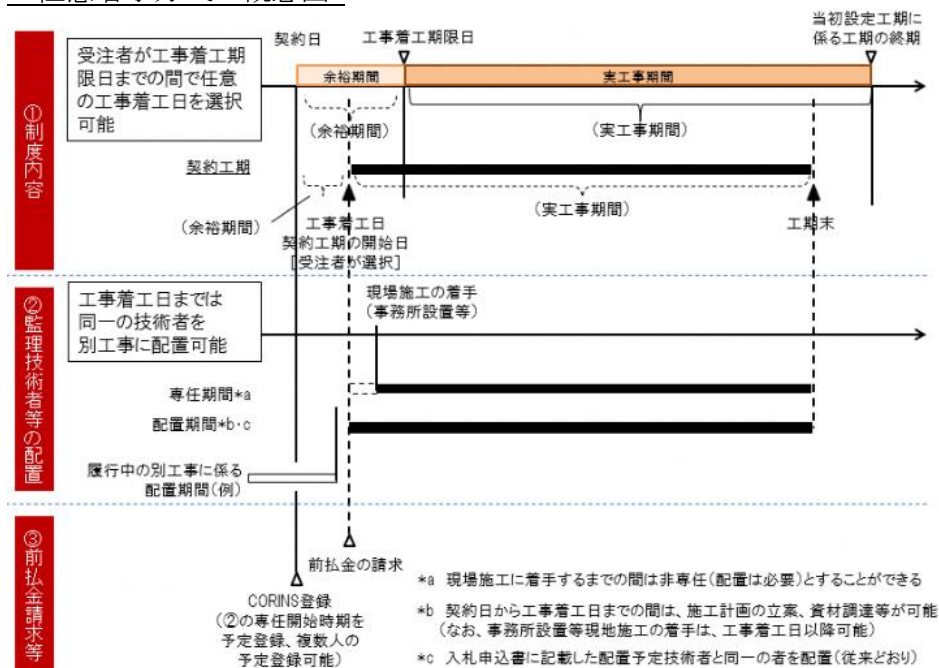 契約日
工事着工期限日
当初設定工期に
係る工期の終期
受注者が工事着工期
限日までの間で任意
の工事着工日を選択
可能
余裕期間
実工事期間
(余裕期間)
(実工事期間)
①制度内容
契約工期
(余裕期間)
(実工事期間)
工事着工日
契約工期の開始日
[受注者が選択]
工期末
②監理技術者等の配置
工事着工日までは
同一の技術者を
別工事に配置可能
現場施工の着手
(事務所設置等)
専任期間*a
配置期間*b・c
履行中の別工事に係る
配置期間(例)
③前払金請求等
前払金の請求
CORINS登録
(②の専任開始時期を
予定登録、複数人の
予定登録可能)
*a 現場施工に着手するまでの間は非専任(配置は必要)とすることができる
*b 契約日から工事着工日までの間は、施工計画の立案、資材調達等が可能
(なお、事務所設置等現地施工の着手は、工事着工日以降可能)
*c 入札申込書に記載した配置予定技術者と同一の者を配置(従来どおり)